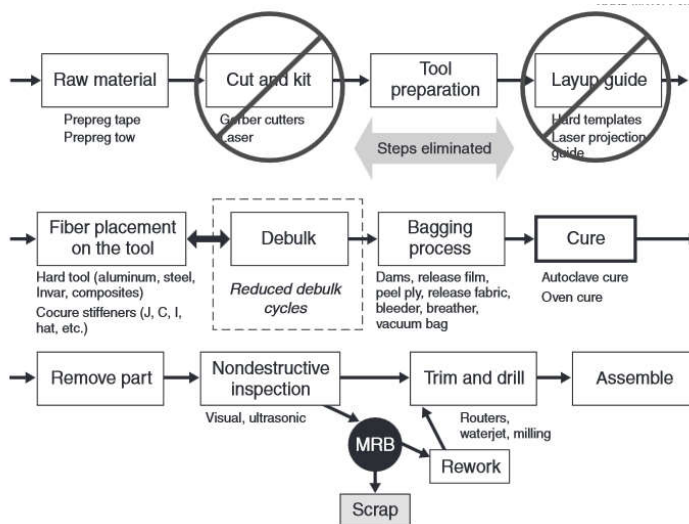 Raw material
Cut and kit
Tool
preparation
Layup guide
Prepreg tape
Prepreg tow
Gerber cutters
Laser
Steps eliminated
Hard templates
Laser projection
guide
Fiber placement
on the tool
Debulk
Bagging
process
Cure
Hard tool (aluminum, steel,
Invar, composites)
Cocure stiffeners (J, C, I,
hat, etc.)
Reduced debulk
cycles
Dams, release film,
peel ply, release fabric,
bleeder, breather,
vacuum bag
Autoclave cure
Oven cure
Remove part
Nondestructive
inspection
Trim and drill
Assemble
Visual, ultrasonic
Routers,
waterjet, milling
MRB
Rework
Scrap